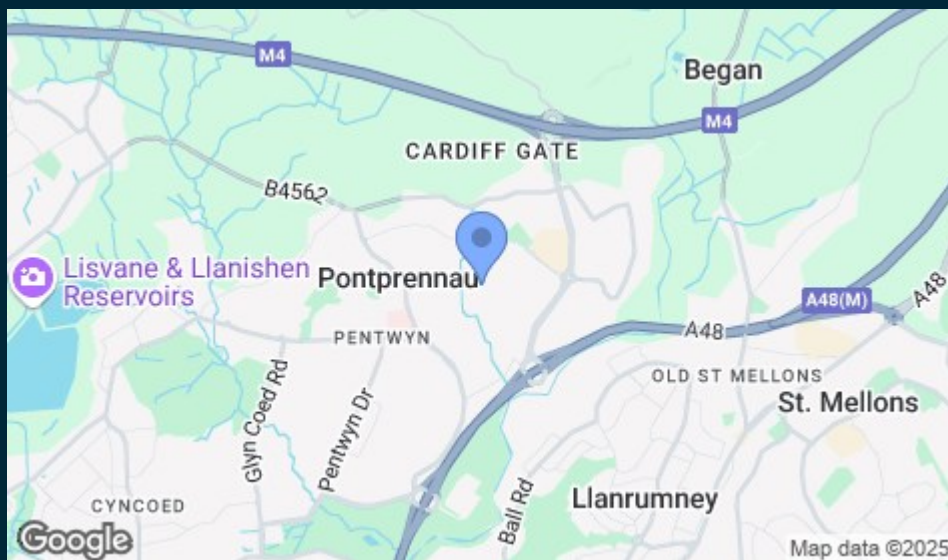 M4
Began
M4
CARDIFF GATE
B4562
Lisvane & Llanishen
Reservoirs
Pontprennau
A48(M)
A48
A48
PENTWYN
OLD ST MELLONS
St. Mellons
Glyn Coed Rd
Pentwyn Dr
CYNCOED
Ball Rd
Llanrumney
Google
Map data ©2025